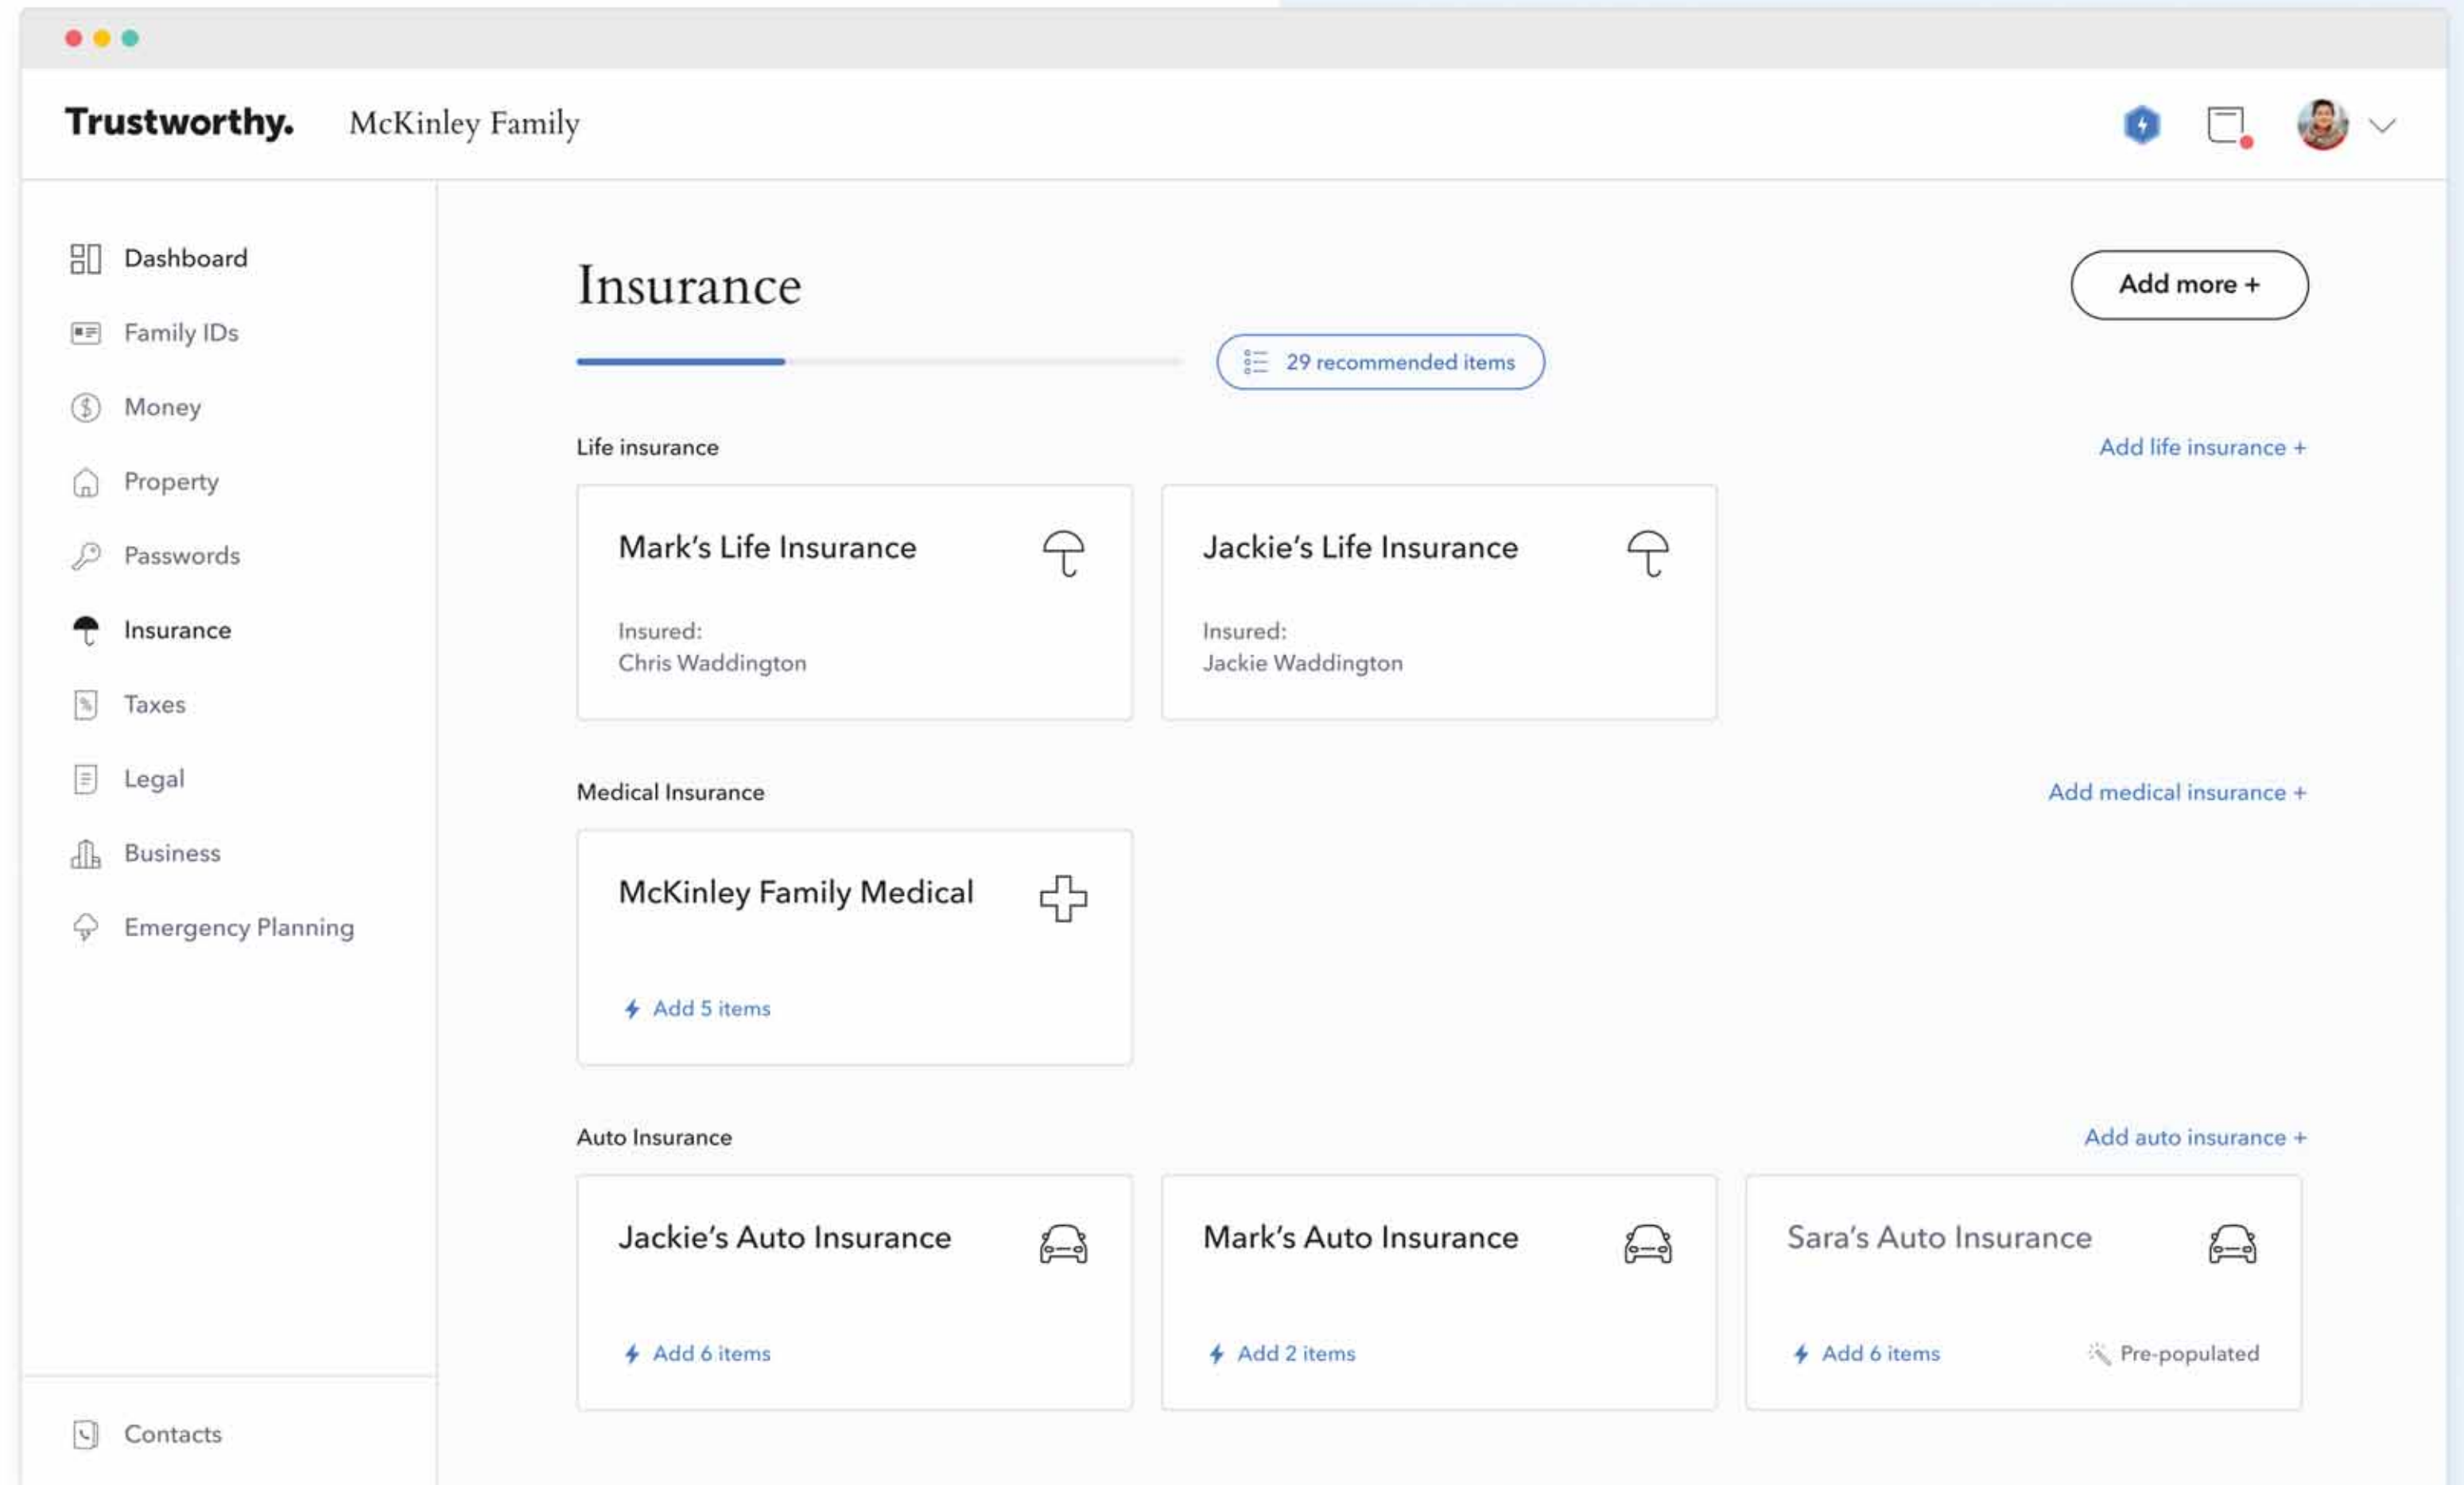 Trustworthy. McKinley Family
Dashboard
Family IDs
Money
Property
Passwords
Insurance
Taxes
Legal
Business
Emergency Planning
Contacts
Insurance
Add more +
29 recommended items
Life insurance
Add life insurance +
Mark's Life Insurance
Insured:
Chris Waddington
Jackie's Life Insurance
Insured:
Jackie Waddington
Medical Insurance
Add medical insurance +
McKinley Family Medical
Add 5 items
Auto Insurance
Add auto insurance +
Jackie's Auto Insurance
Add 6 items
Mark's Auto Insurance
Add 2 items
Sara's Auto Insurance
Add 6 items
Pre-populated